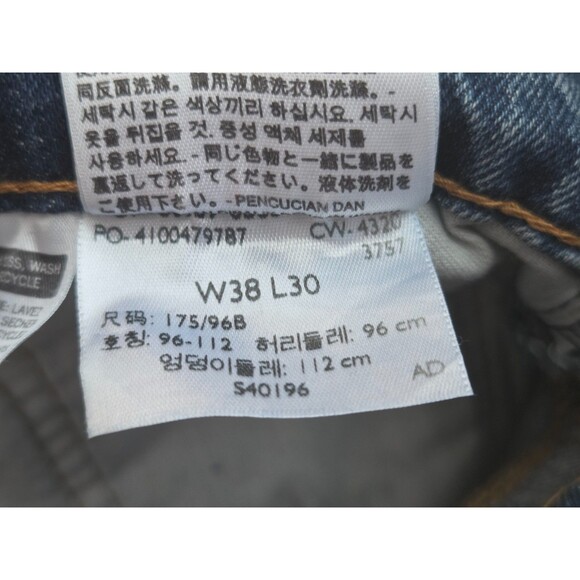 同反面洗滌。請用液態洗衣劑洗滌。-
세탁시 같은 색상끼리 하십시요. 세탁시
옷을 뒤집을 것. 중성 액체 세제를
사용하세요. - 同じ色物と一緒に製品を
裏返して洗ってください。液体洗剤を
ご使用下さい。- PENCUCIAN DAN
PO- 4100479787 CW- 4320
3757
W38 L30
尺码: 175/96B
호칭: 96-112 허리둘레: 96 cm
엉덩이둘레: 112 cm
S40196 AD
WASH
RECYCLE
LAVE